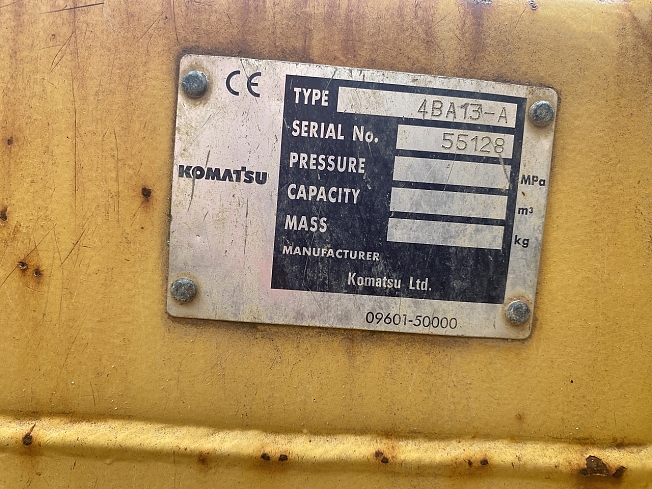 CE
TYPE 4BA13-A
SERIAL No. 55128
KOMATSU
PRESSURE MPa
CAPACITY m³
MASS kg
MANUFACTURER
Komatsu Ltd.
09601-50000